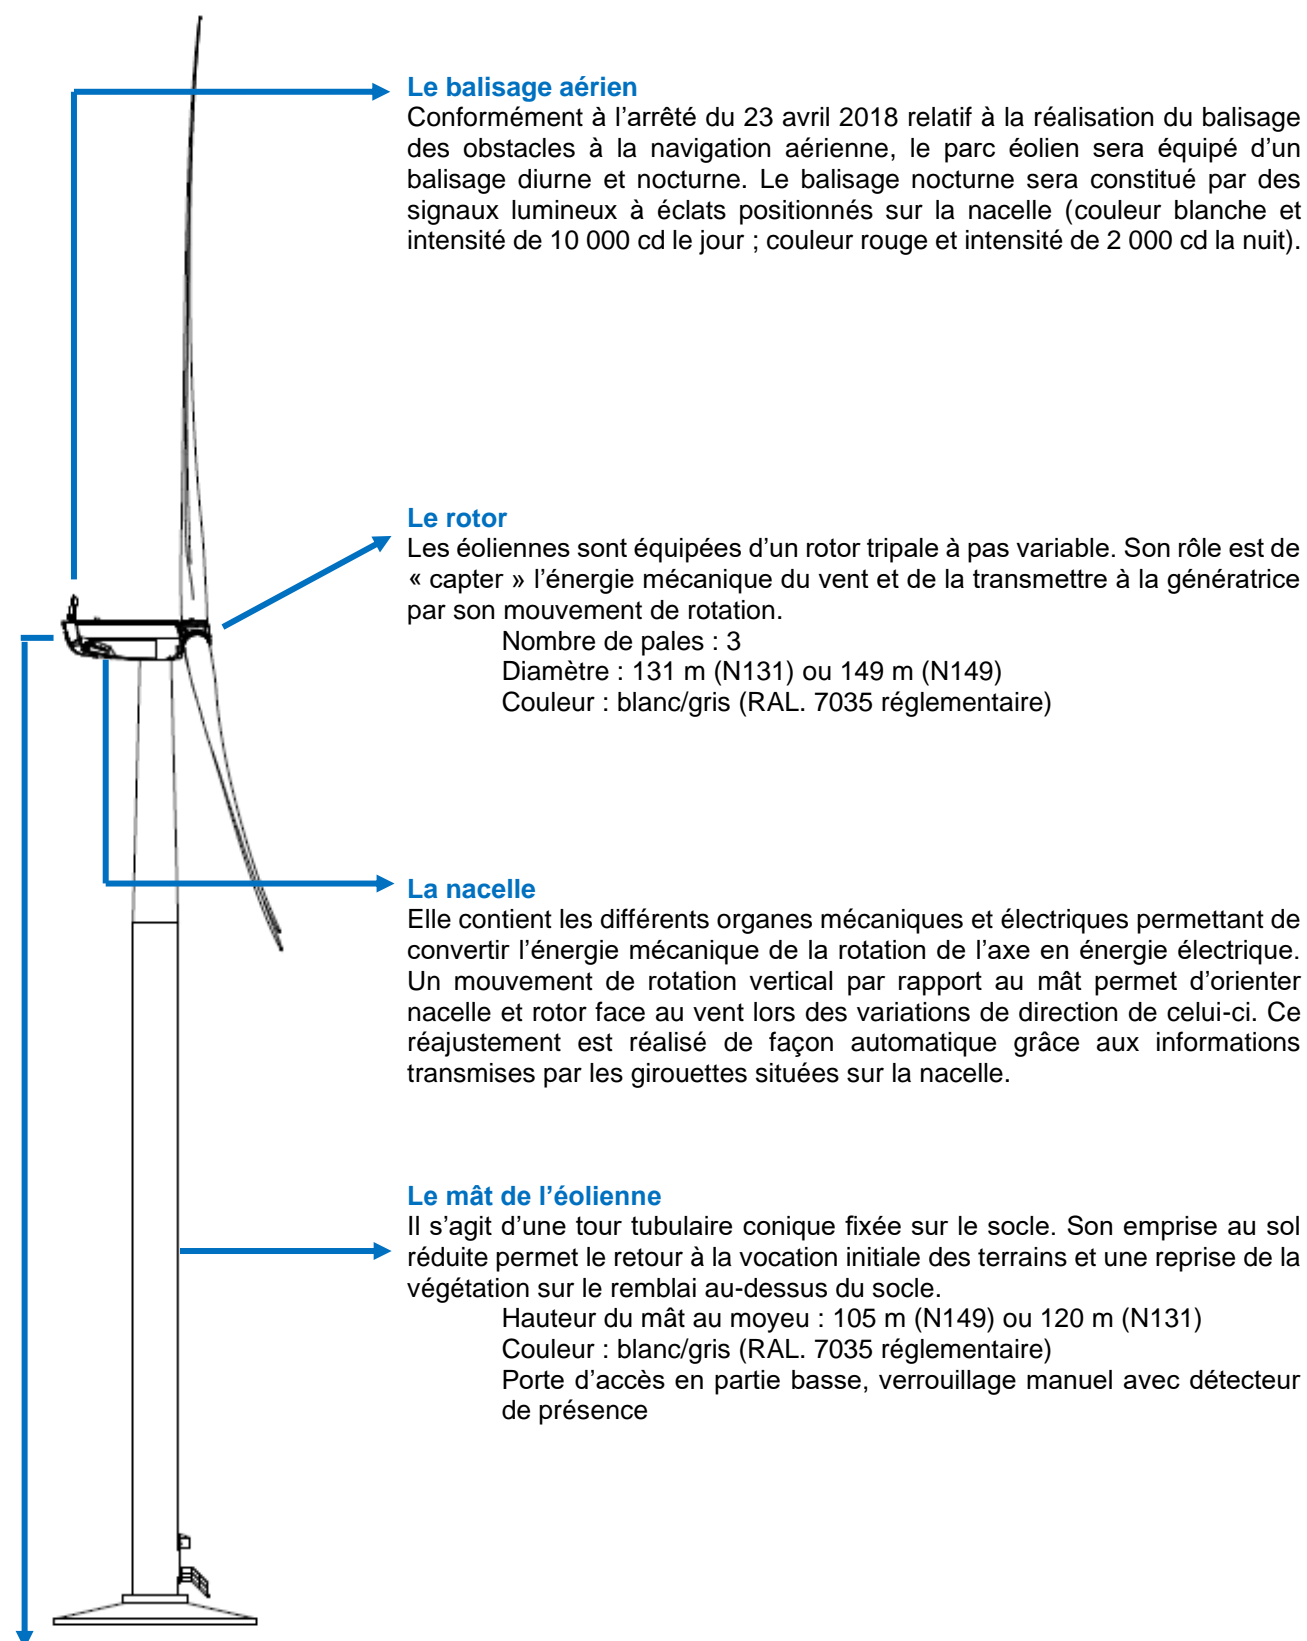 Le balisage aérien
Conformément à l’arrêté du 23 avril 2018 relatif à la réalisation du balisage
des obstacles à la navigation aérienne, le parc éolien sera équipé d’un
balisage diurne et nocturne. Le balisage nocturne sera constitué par des
signaux lumineux à éclats positionnés sur la nacelle (couleur blanche et
intensité de 10 000 cd le jour ; couleur rouge et intensité de 2 000 cd la nuit).
Le rotor
Les éoliennes sont équipées d’un rotor tripale à pas variable. Son rôle est de
« capter » l’énergie mécanique du vent et de la transmettre à la génératrice
par son mouvement de rotation.
Nombre de pales : 3
Diamètre : 131 m (N131) ou 149 m (N149)
Couleur : blanc/gris (RAL. 7035 réglementaire)
La nacelle
Elle contient les différents organes mécaniques et électriques permettant de
convertir l’énergie mécanique de la rotation de l’axe en énergie électrique.
Un mouvement de rotation vertical par rapport au mât permet d’orienter
nacelle et rotor face au vent lors des variations de direction de celui-ci. Ce
réajustement est réalisé de façon automatique grâce aux informations
transmises par les girouettes situées sur la nacelle.
Le mât de l’éolienne
Il s’agit d’une tour tubulaire conique fixée sur le socle. Son emprise au sol
réduite permet le retour à la vocation initiale des terrains et une reprise de la
végétation sur le remblai au-dessus du socle.
Hauteur du mât au moyeu : 105 m (N149) ou 120 m (N131)
Couleur : blanc/gris (RAL. 7035 réglementaire)
Porte d’accès en partie basse, verrouillage manuel avec détecteur
de présence